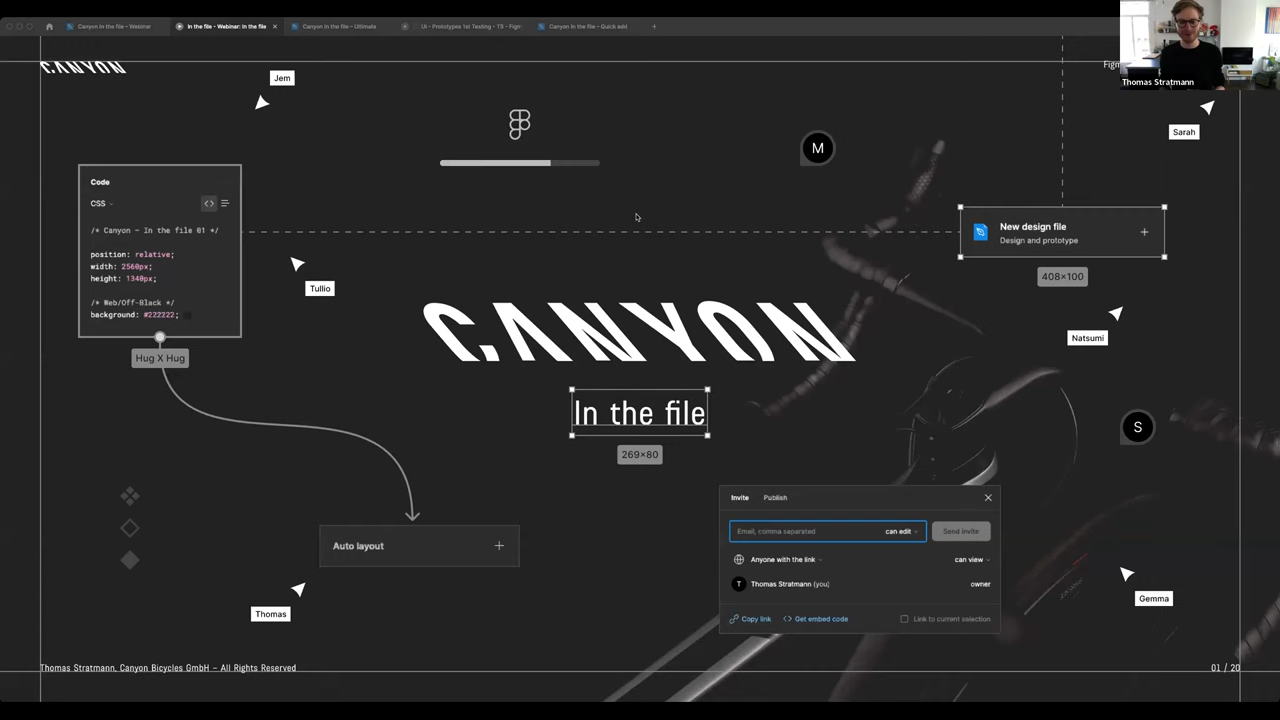 Canyon In the file - Webinar
In the file - Webinar: In the file
Canyon In the file - Ultimate
Ui - Prototypes 1st Texting - TS - Figm
Canyon In the file - Quick add
CANYON
Figm
Thomas Stratmann
Jem
Sarah
M
Code
CSS
/* Canyon – In the file 01 */
position: relative;
width: 2560px;
height: 1340px;
/* Web/Off-Black */
background: #222222;
Hug X Hug
New design file
Design and prototype
408×100
Tullio
Natsumi
CANYON
In the file
269×80
S
Invite
Publish
Email, comma separated
can edit
Send invite
Anyone with the link
can view
T
Thomas Stratmann (you)
owner
Copy link
Get embed code
Link to current selection
Auto layout
Thomas
Gemma
Thomas Stratmann, Canyon Bicycles GmbH – All Rights Reserved
01 / 20